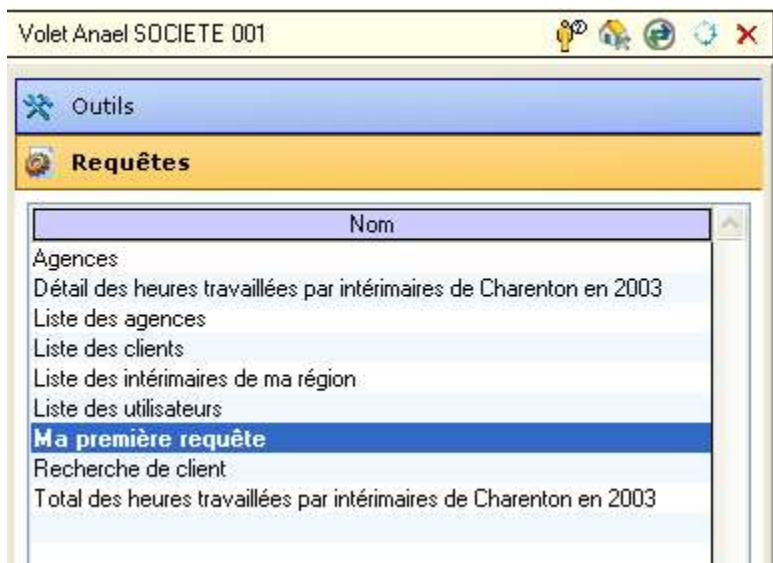 Volet Anael SOCIETE 001
Outils
Requêtes
Nom
Agences
Détail des heures travaillées par intérimaires de Charenton en 2003
Liste des agences
Liste des clients
Liste des intérimaires de ma région
Liste des utilisateurs
Ma première requête
Recherche de client
Total des heures travaillées par intérimaires de Charenton en 2003